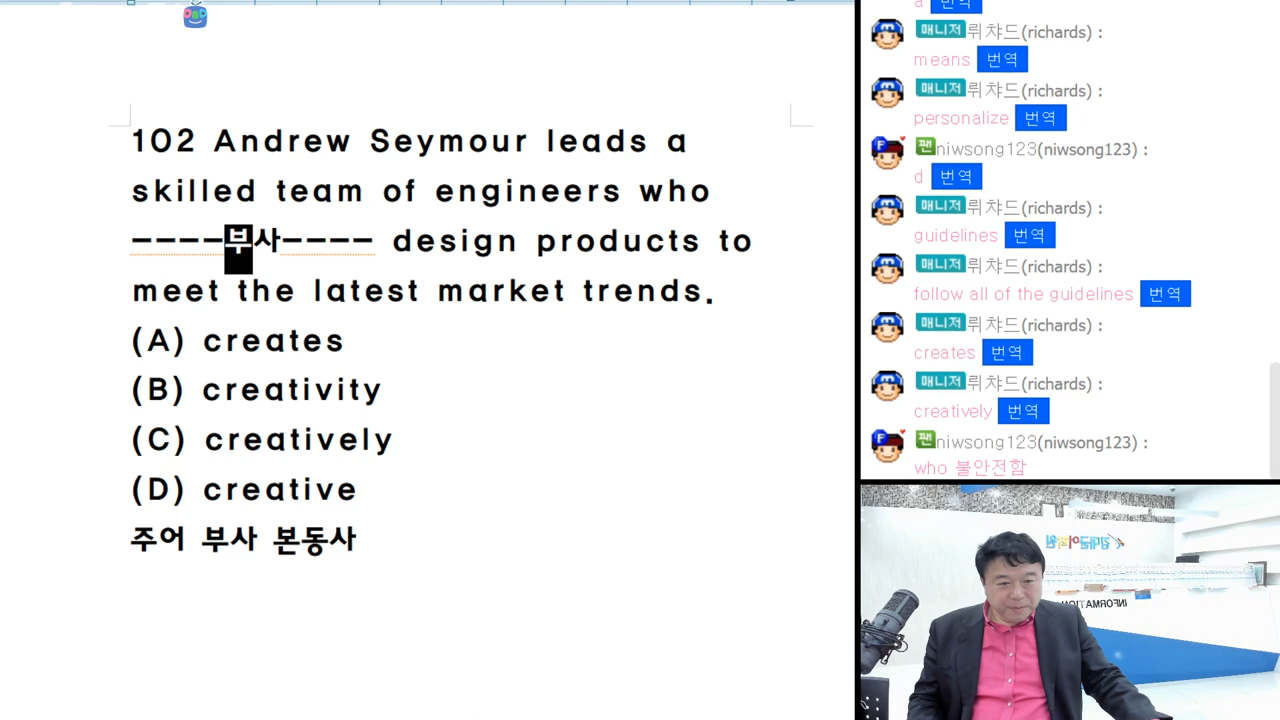 102 Andrew Seymour leads a
skilled team of engineers who
----부사---- design products to
meet the latest market trends.
(A) creates
(B) creativity
(C) creatively
(D) creative
주어 부사 본동사
a 번역
매니저 뤼챠드(richards) :
means 번역
매니저 뤼챠드(richards) :
personalize 번역
팬 niwsong123(niwsong123) :
d 번역
매니저 뤼챠드(richards) :
guidelines 번역
매니저 뤼챠드(richards) :
follow all of the guidelines 번역
매니저 뤼챠드(richards) :
creates 번역
매니저 뤼챠드(richards) :
creatively 번역
팬 niwsong123(niwsong123) :
who 불안전함
INFORMATION